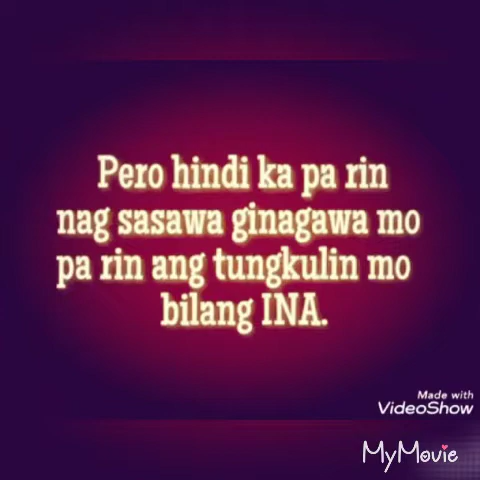 Pero hindi ka pa rin
nag sasawa ginagawa mo
pa rin ang tungkulin mo
bilang INA.
Made with
VideoShow
MyMovie